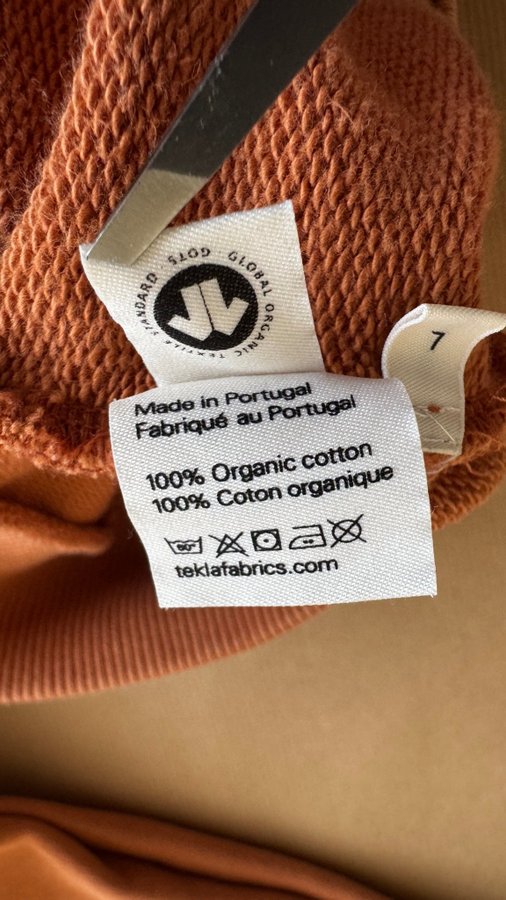 GOTS
GLOBAL ORGANIC TEXTILE STANDARD
7
Made in Portugal
Fabriqué au Portugal
100% Organic cotton
100% Coton organique
60°
teklafabrics.com